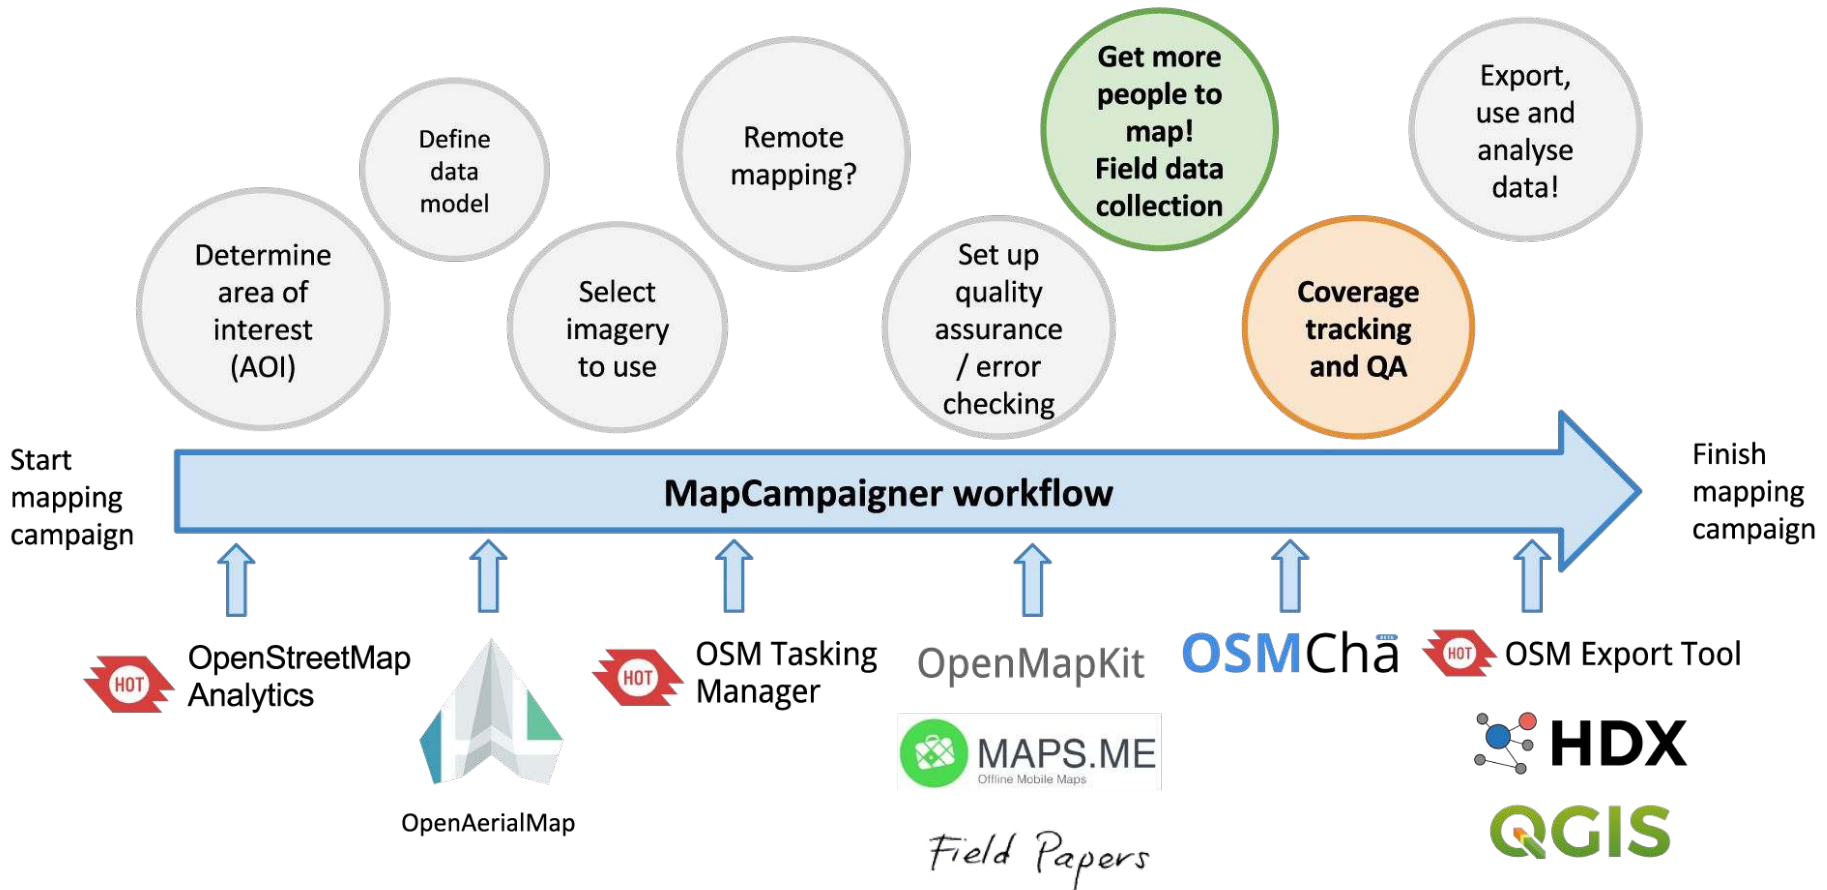 Determine
area of
interest
(AOI)
Define
data
model
Select
imagery
to use
Remote
mapping?
Set up
quality
assurance
/ error
checking
Get more
people to
map!
Field data
collection
Coverage
tracking
and QA
Export,
use and
analyse
data!
Start
mapping
campaign
MapCampaigner workflow
Finish
mapping
campaign
HOT
OpenStreetMap
Analytics
OpenAerialMap
HOT
OSM Tasking
Manager
OpenMapKit
MAPS.ME
Offline Mobile Maps
Field Papers
OSMCha
BETA
HOT
OSM Export Tool
HDX
QGIS